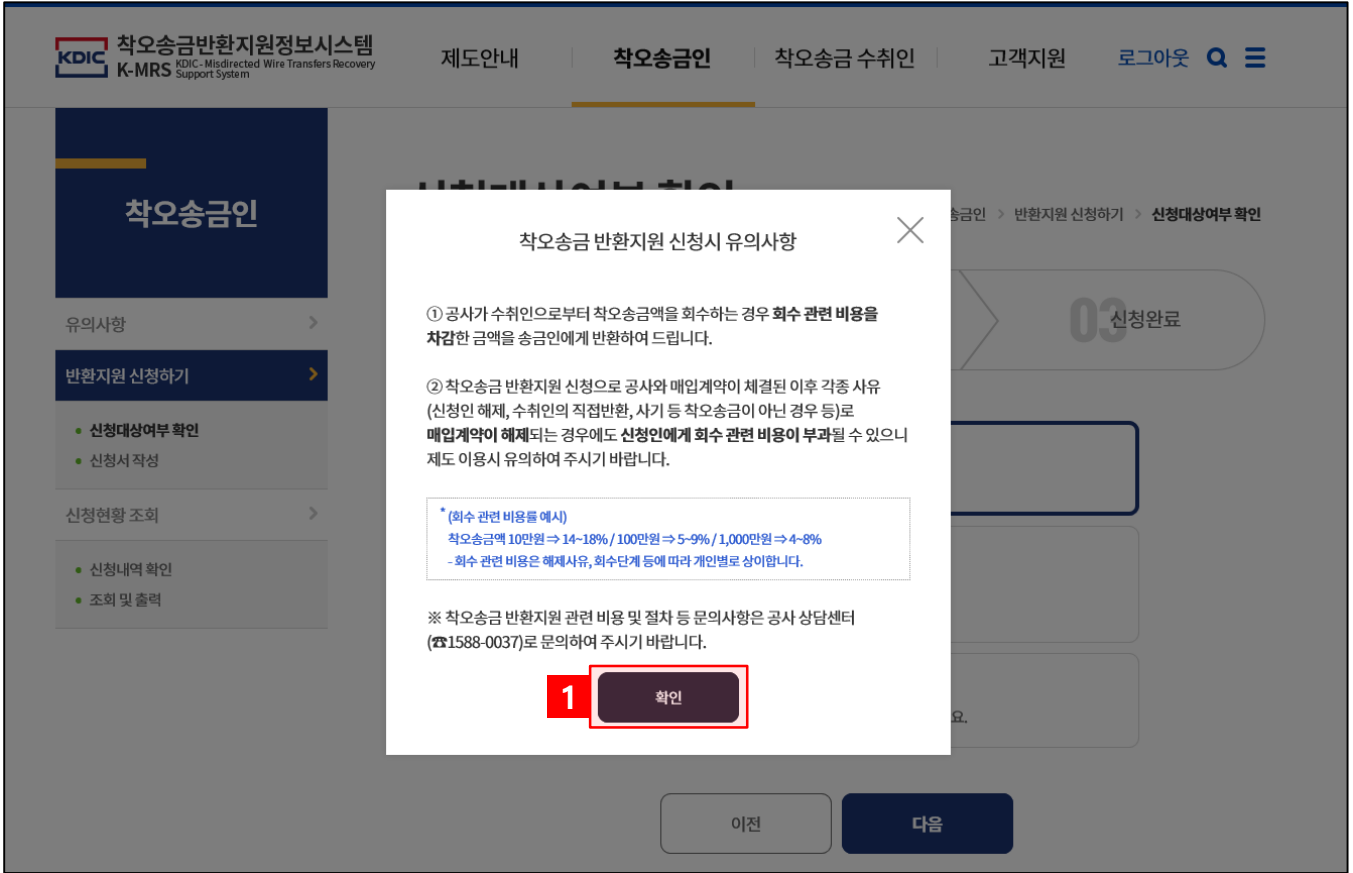 KDIC 착오송금반환지원정보시스템
K-MRS KDIC-Misdirected Wire Transfers Recovery Support System
제도안내 착오송금인 착오송금 수취인 고객지원 로그아웃
착오송금인
송금인 > 반환지원 신청하기 > 신청대상여부 확인
03 신청완료
유의사항
반환지원 신청하기
• 신청대상여부 확인
• 신청서 작성
신청현황 조회
• 신청내역 확인
• 조회 및 출력
착오송금 반환지원 신청시 유의사항
① 공사가 수취인으로부터 착오송금액을 회수하는 경우 회수 관련 비용을
차감한 금액을 송금인에게 반환하여 드립니다.
② 착오송금 반환지원 신청으로 공사와 매입계약이 체결된 이후 각종 사유
(신청인 해제, 수취인의 직접반환, 사기 등 착오송금이 아닌 경우 등)로
매입계약이 해제되는 경우에도 신청인에게 회수 관련 비용이 부과될 수 있으니
제도 이용시 유의하여 주시기 바랍니다.
* (회수 관련 비용률 예시)
착오송금액 10만원 ⇒ 14~18% / 100만원 ⇒ 5~9% / 1,000만원 ⇒ 4~8%
- 회수 관련 비용은 해제사유, 회수단계 등에 따라 개인별로 상이합니다.
※ 착오송금 반환지원 관련 비용 및 절차 등 문의사항은 공사 상담센터
(☎1588-0037)로 문의하여 주시기 바랍니다.
1 확인
요.
이전 다음